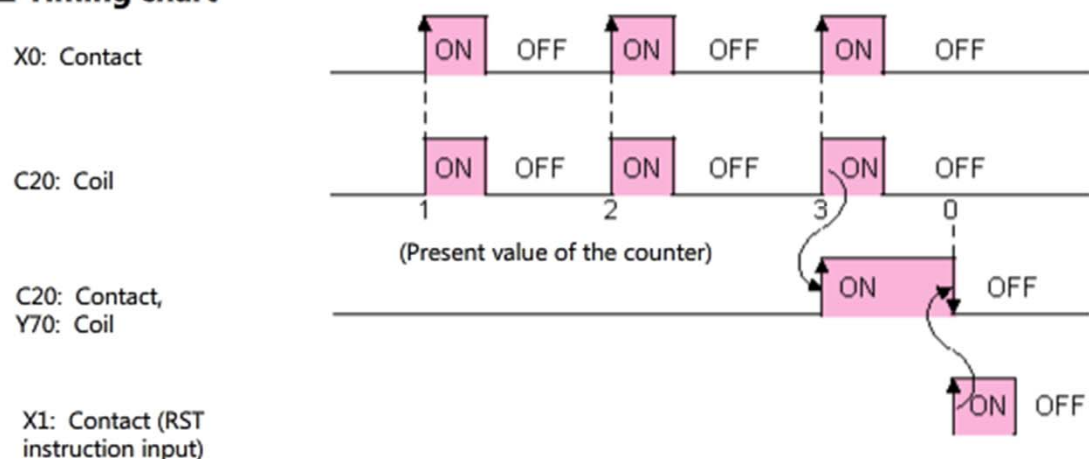 X0: Contact
ON OFF ON OFF ON OFF
C20: Coil
ON OFF ON OFF ON OFF
1 2 3 0
(Present value of the counter)
C20: Contact,
Y70: Coil
ON OFF
X1: Contact (RST
instruction input)
ON OFF